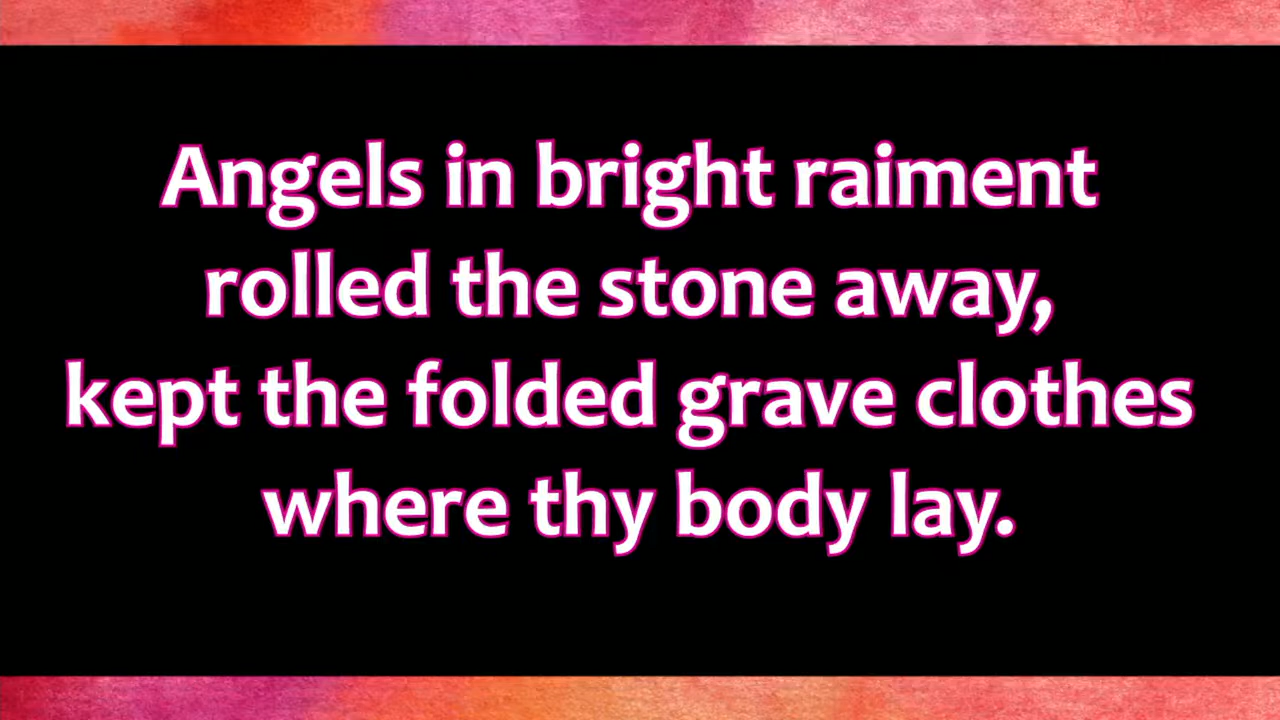 Angels in bright raiment
rolled the stone away,
kept the folded grave clothes
where thy body lay.